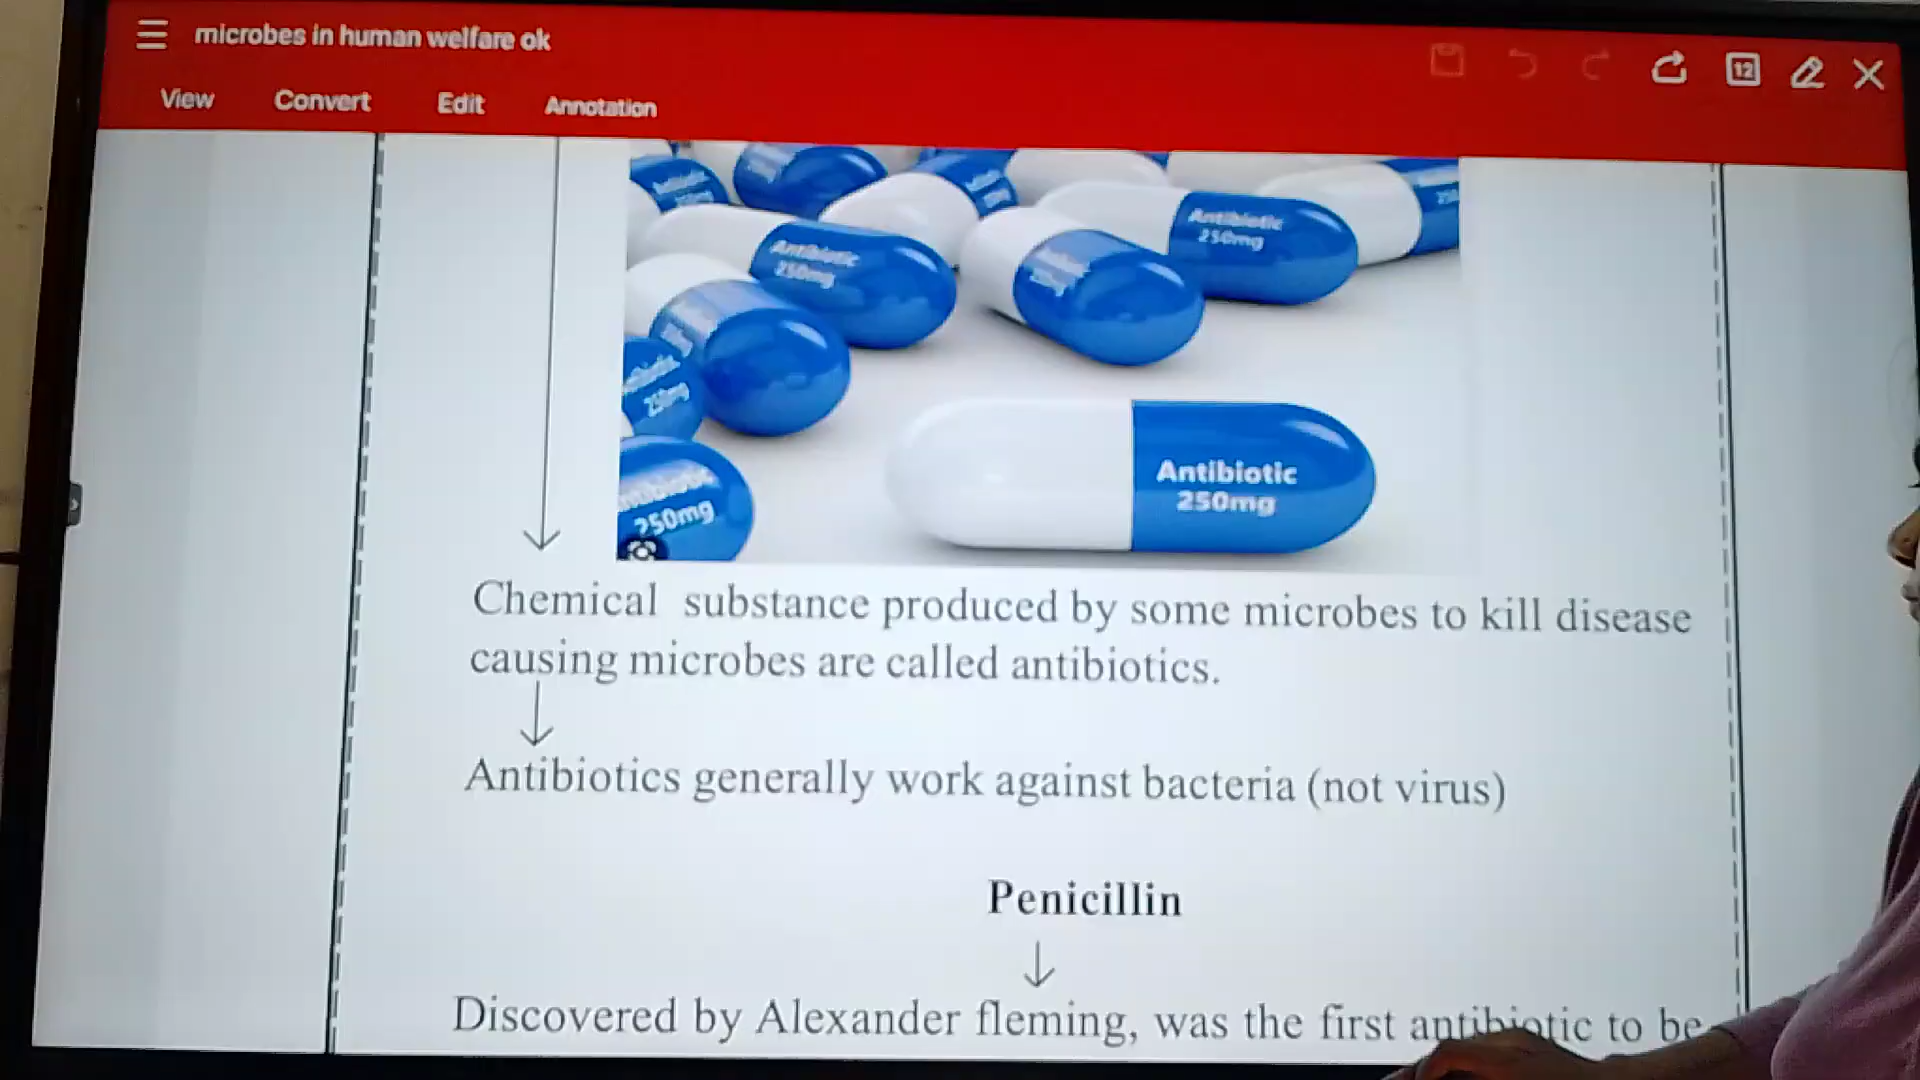 microbes in human welfare ok
12
View Convert Edit Annotation
Antibiotic
250mg
Antibiotic
250mg
250mg
Antibiotic
250mg
250mg
Chemical substance produced by some microbes to kill disease
causing microbes are called antibiotics.
Antibiotics generally work against bacteria (not virus)
Penicillin
Discovered by Alexander fleming, was the first antibiotic to be